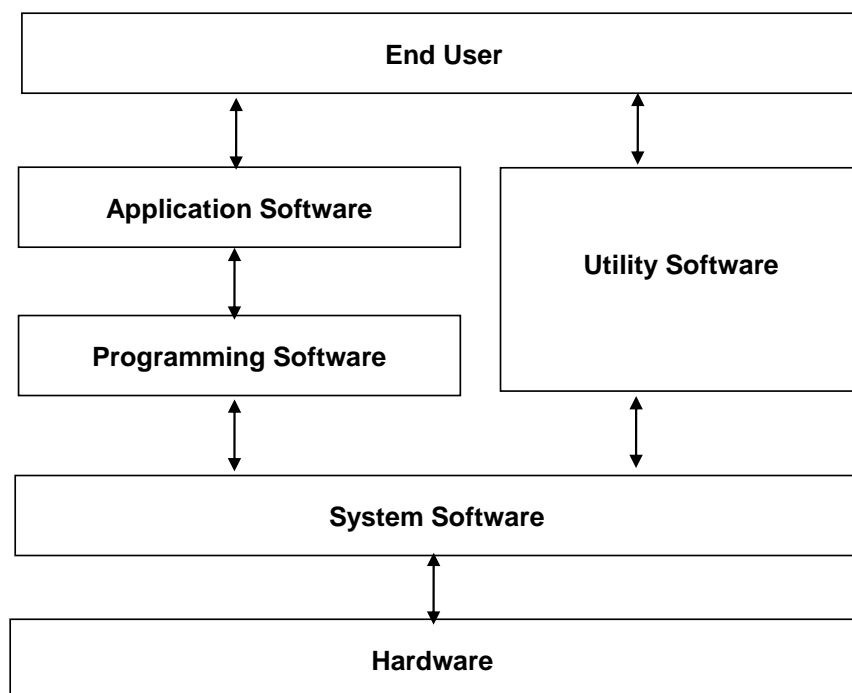 End User
Application Software
Utility Software
Programming Software
System Software
Hardware